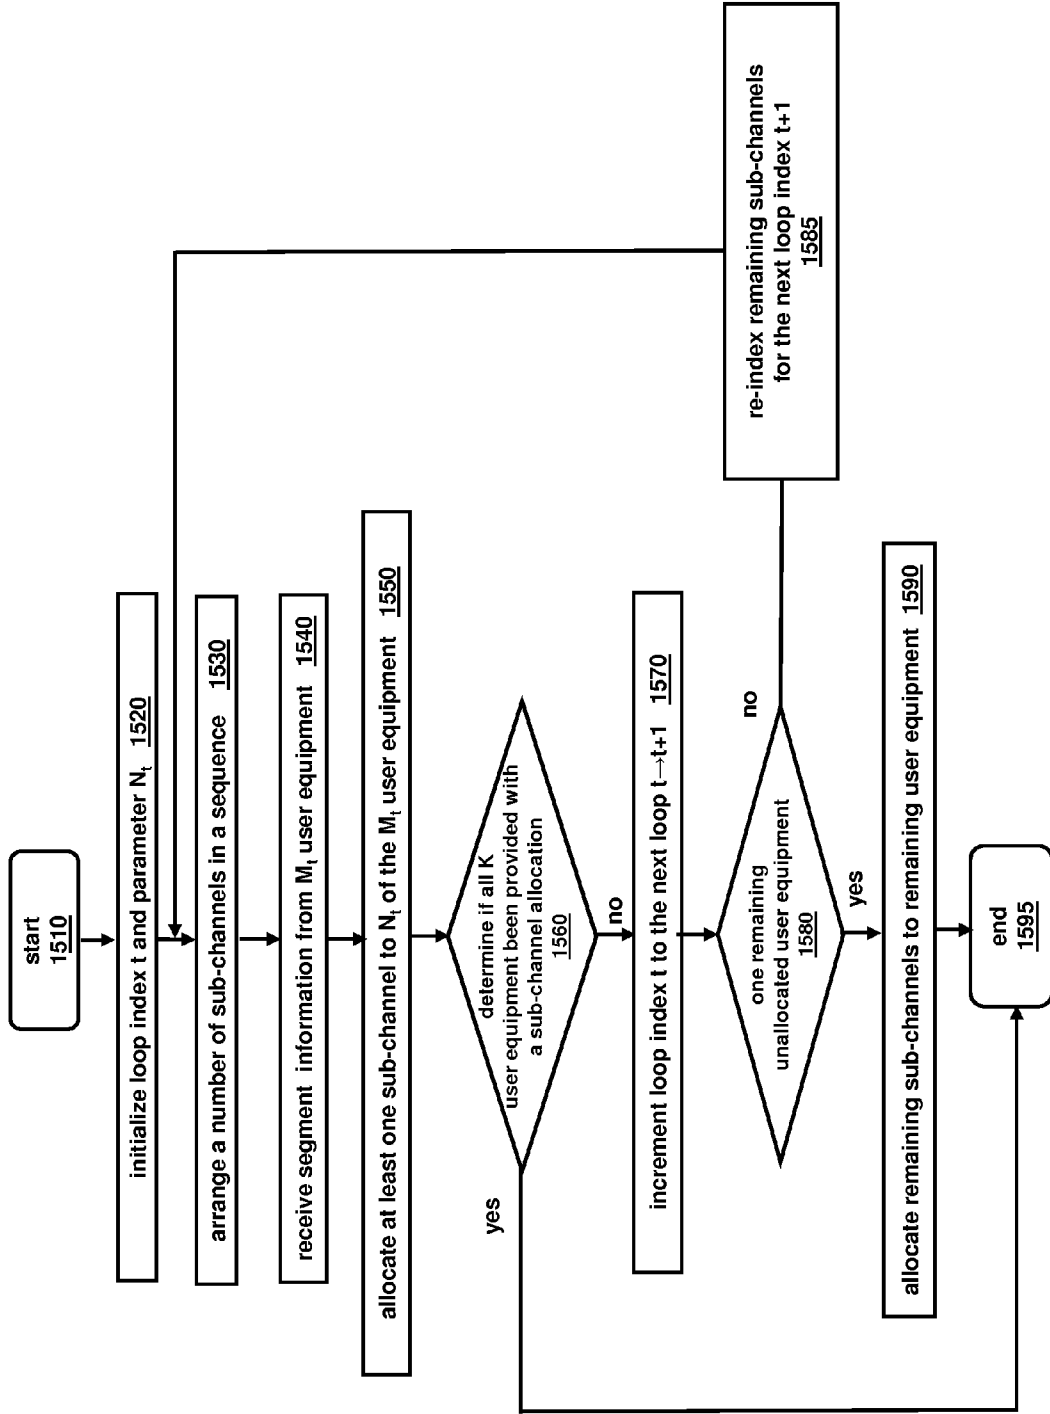 start
1510
initialize loop index t and parameter Nt 1520
arrange a number of sub-channels in a sequence 1530
receive segment information from Mt user equipment 1540
allocate at least one sub-channel to Nt of the Mt user equipment 1550
determine if all K
user equipment been provided with
a sub-channel allocation
1560
yes
no
increment loop index t to the next loop t→t+1 1570
one remaining
unallocated user equipment
1580
no
yes
re-index remaining sub-channels
for the next loop index t+1
1585
allocate remaining sub-channels to remaining user equipment 1590
end
1595